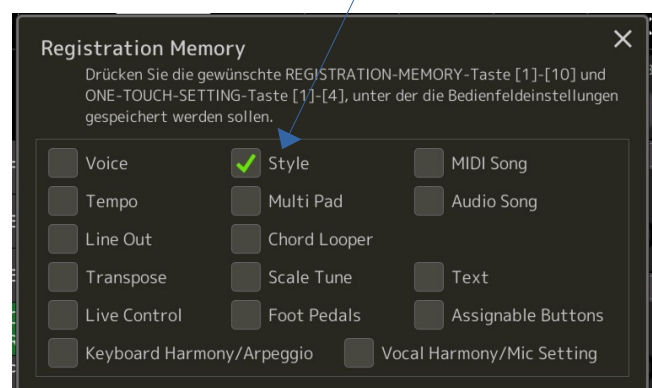 Registration Memory
Drücken Sie die gewünschte REGISTRATION-MEMORY-Taste [1]-[10] und
ONE-TOUCH-SETTING-Taste [1]-[4], unter der die Bedienfeldeinstellungen
gespeichert werden sollen.
Voice Style MIDI Song
Tempo Multi Pad Audio Song
Line Out Chord Looper
Transpose Scale Tune Text
Live Control Foot Pedals Assignable Buttons
Keyboard Harmony/Arpeggio Vocal Harmony/Mic Setting